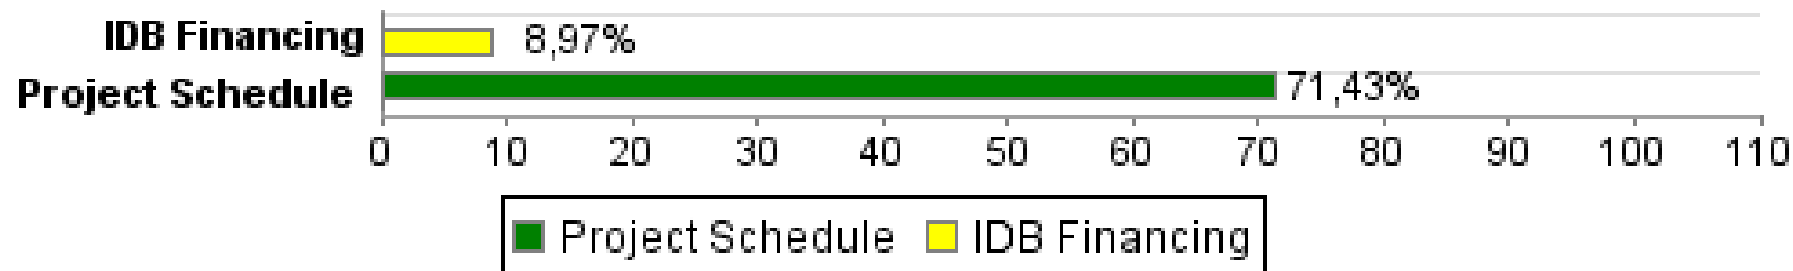 IDB Financing 8,97%
Project Schedule 71,43%
0 10 20 30 40 50 60 70 80 90 100 110
Project Schedule IDB Financing